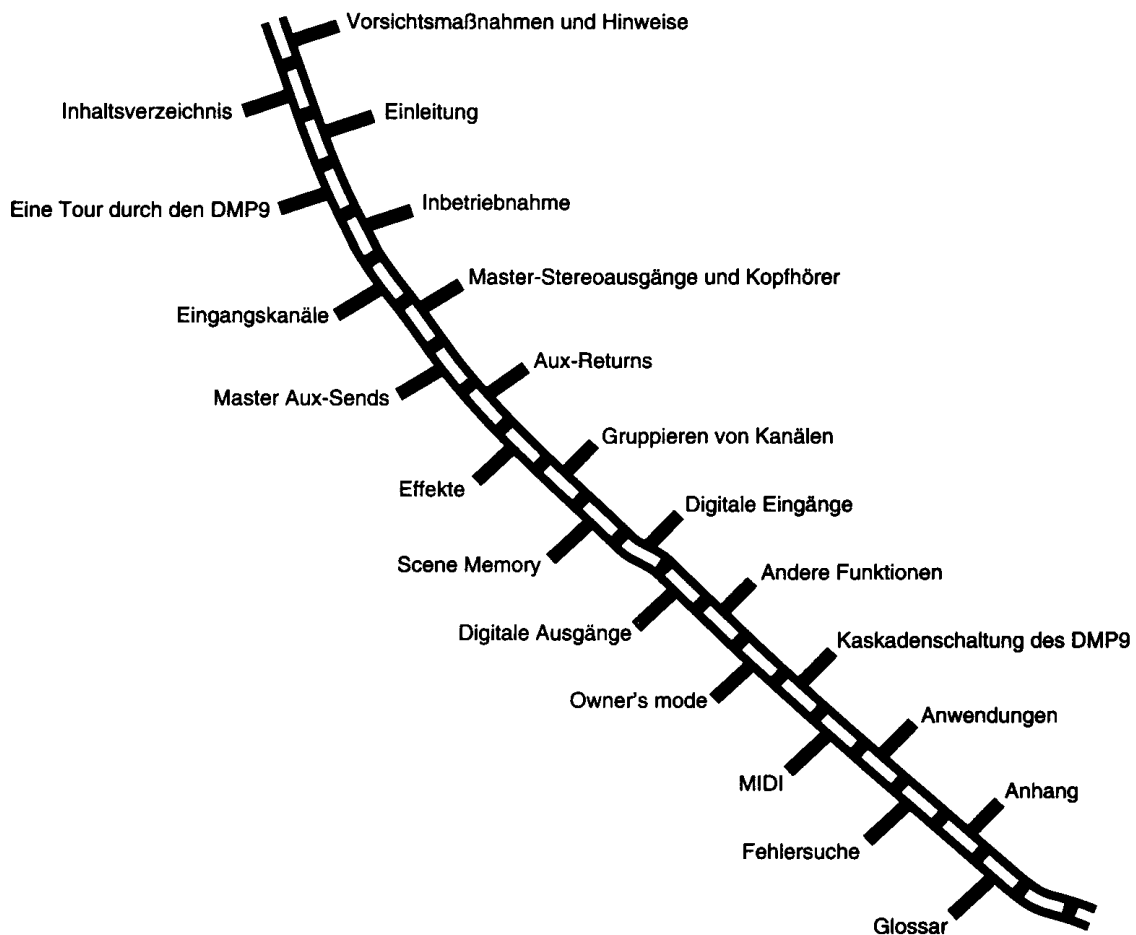 Vorsichtsmaßnahmen und Hinweise
Inhaltsverzeichnis
Einleitung
Eine Tour durch den DMP9
Inbetriebnahme
Master-Stereoausgänge und Kopfhörer
Eingangskanäle
Aux-Returns
Master Aux-Sends
Gruppieren von Kanälen
Effekte
Digitale Eingänge
Scene Memory
Andere Funktionen
Digitale Ausgänge
Kaskadenschaltung des DMP9
Owner's mode
Anwendungen
MIDI
Anhang
Fehlersuche
Glossar